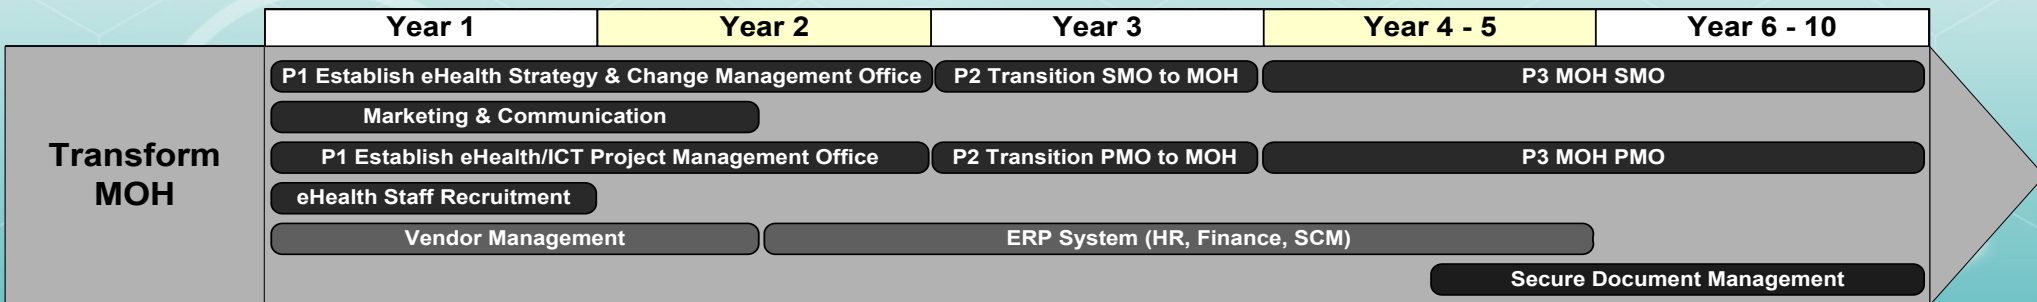 Year 1 Year 2 Year 3 Year 4 - 5 Year 6 - 10
Transform
MOH
P1 Establish eHealth Strategy & Change Management Office P2 Transition SMO to MOH P3 MOH SMO
Marketing & Communication
P1 Establish eHealth/ICT Project Management Office P2 Transition PMO to MOH P3 MOH PMO
eHealth Staff Recruitment
Vendor Management ERP System (HR, Finance, SCM)
Secure Document Management